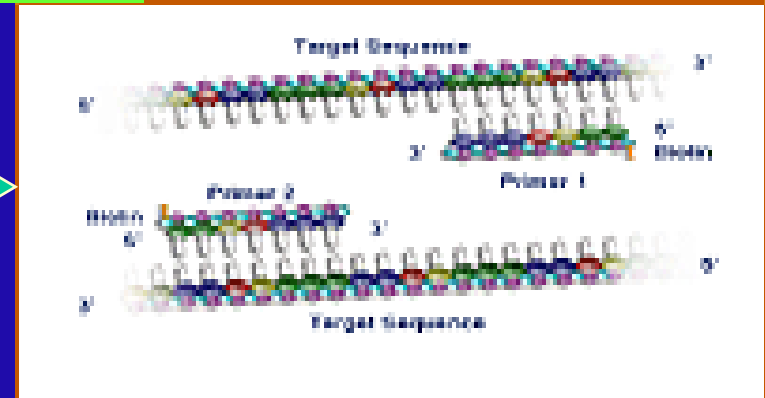 Target Sequence
3'
5'
5'
3'
Biotin
Primer 1
Primer 2
Biotin
5'
3'
5'
3'
Target Sequence